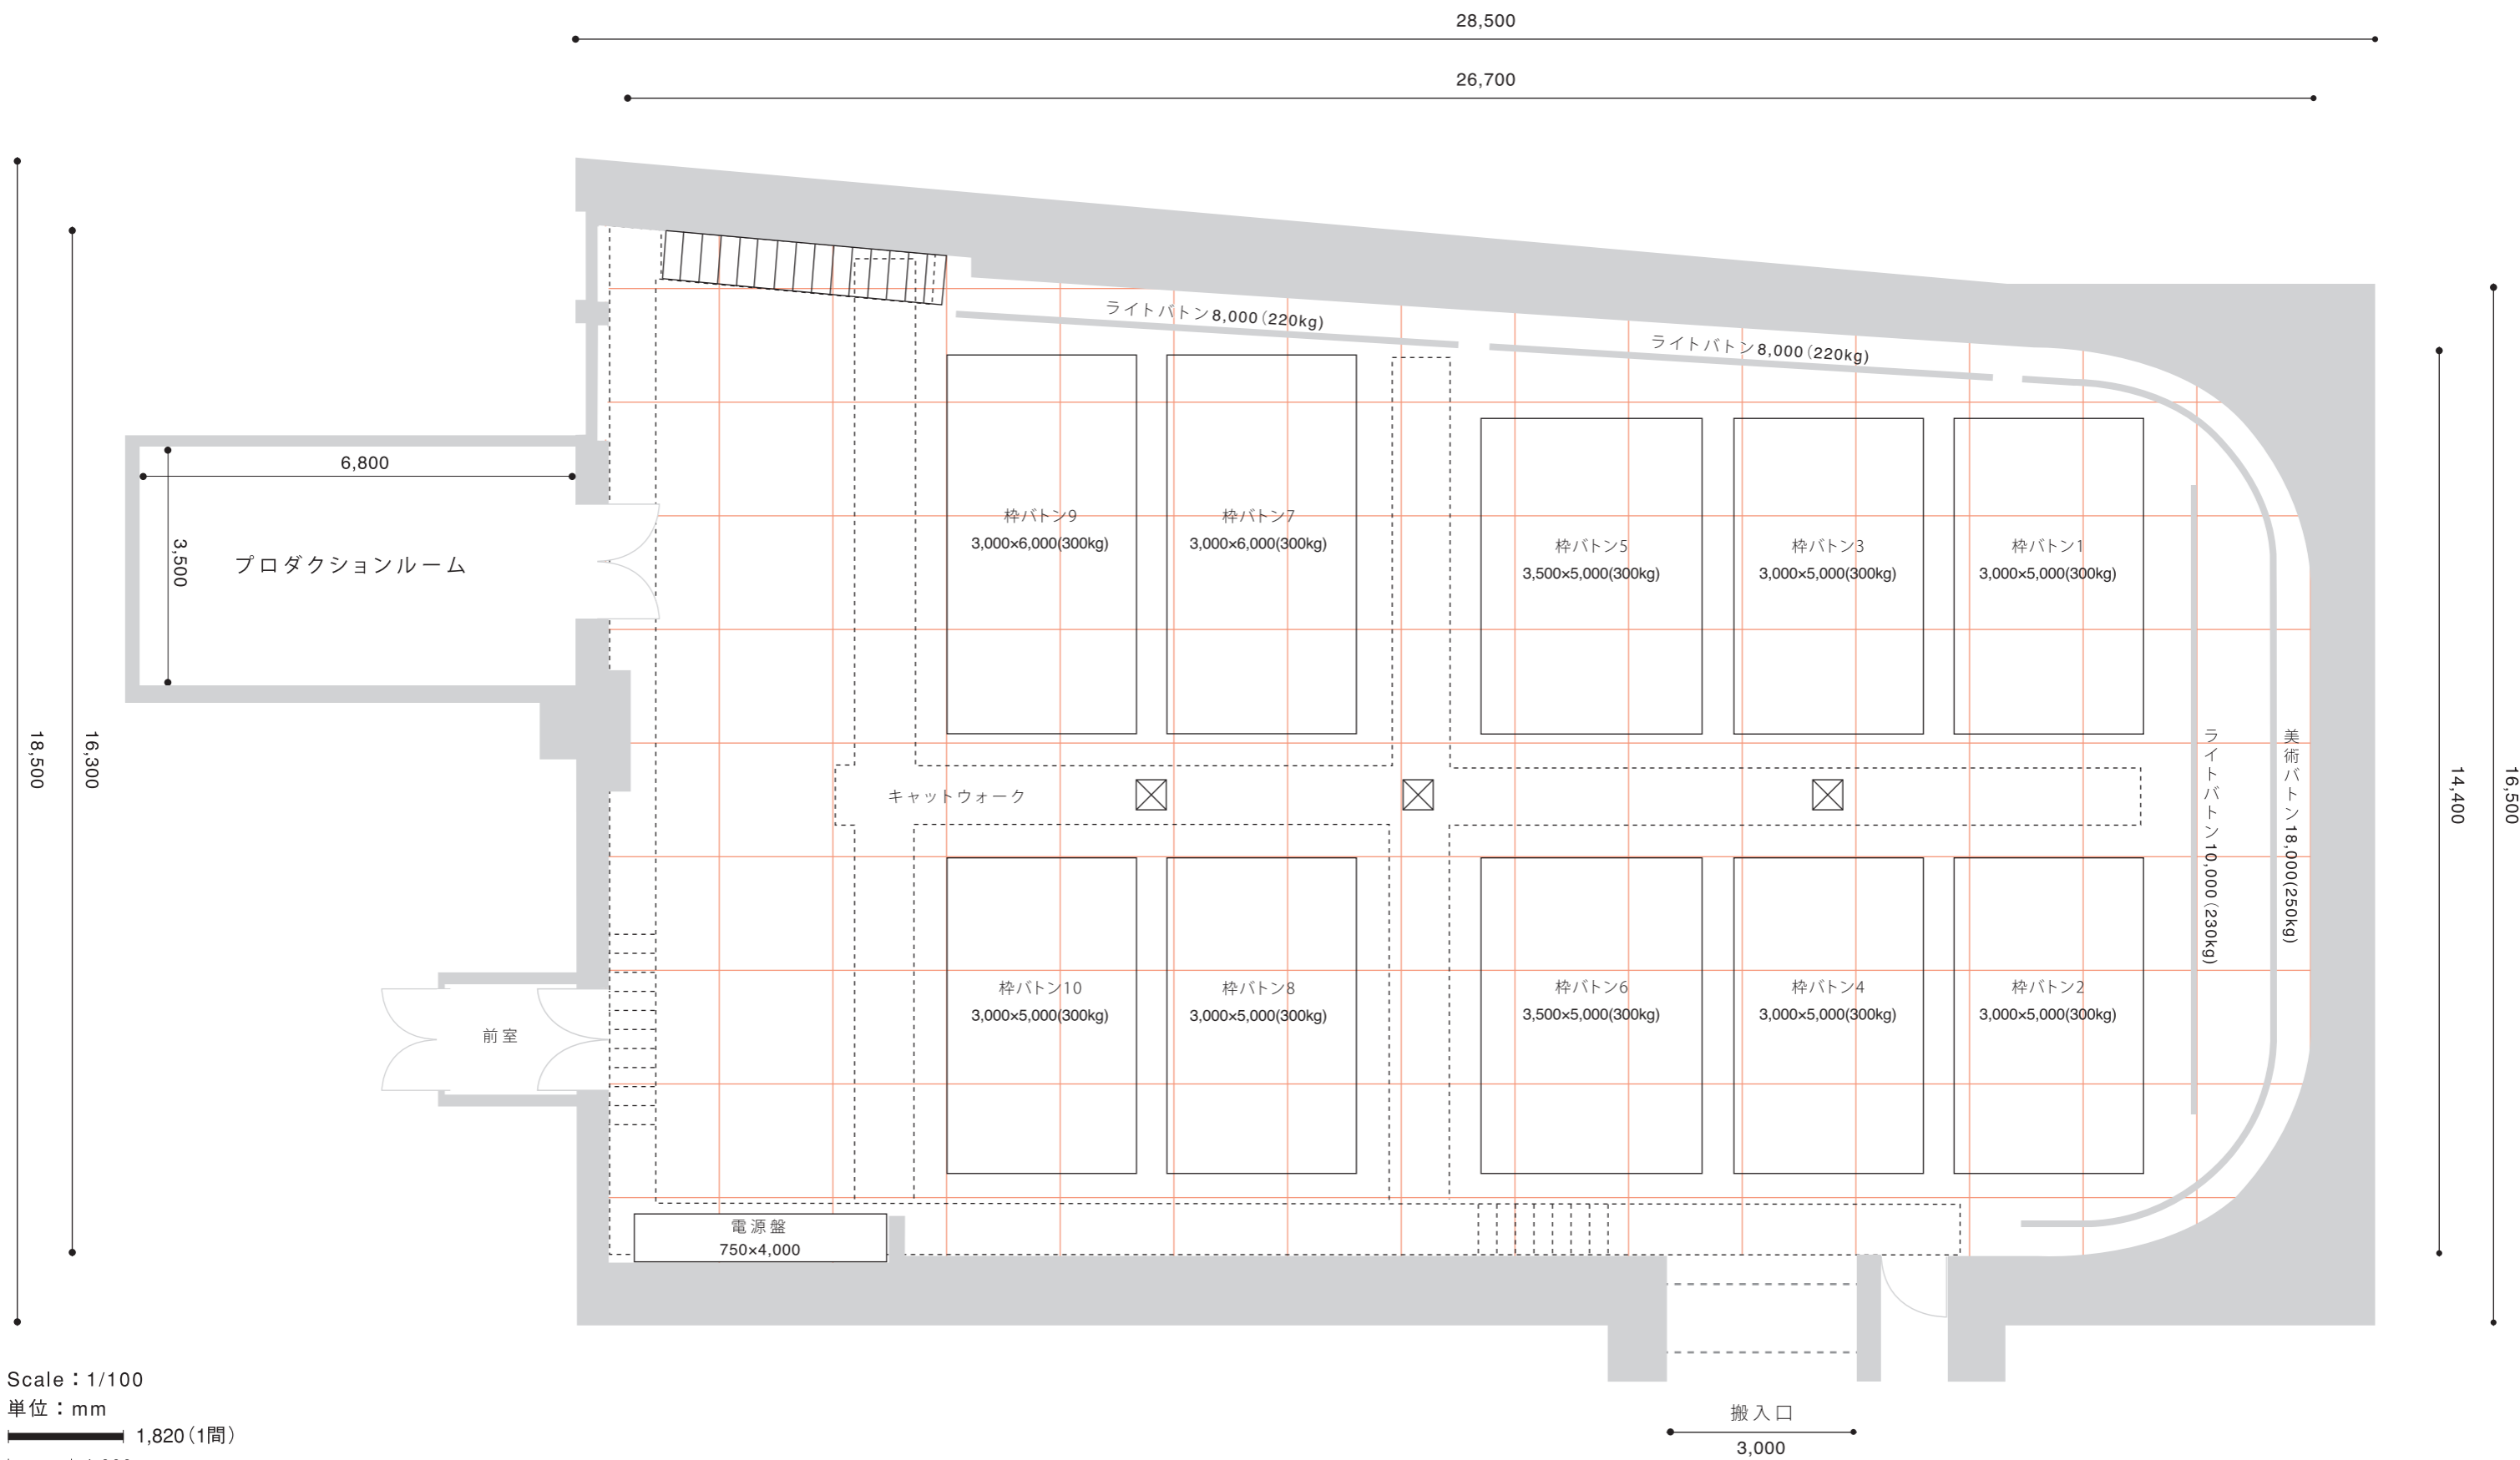 28,500
26,700
ライトバトン8,000(220kg)
ライトバトン8,000(220kg)
6,800
3,500
プロダクションルーム
枠バトン9
3,000×6,000(300kg)
枠バトン7
3,000×6,000(300kg)
枠バトン5
3,500×5,000(300kg)
枠バトン3
3,000×5,000(300kg)
枠バトン1
3,000×5,000(300kg)
18,500
16,300
キャットウォーク
ライトバトン10,000(230kg)
美術バトン18,000(250kg)
14,400
16,500
前室
枠バトン10
3,000×5,000(300kg)
枠バトン8
3,000×5,000(300kg)
枠バトン6
3,500×5,000(300kg)
枠バトン4
3,000×5,000(300kg)
枠バトン2
3,000×5,000(300kg)
電源盤
750×4,000
Scale：1/100
単位：mm
1,820(1間)
搬入口
3,000